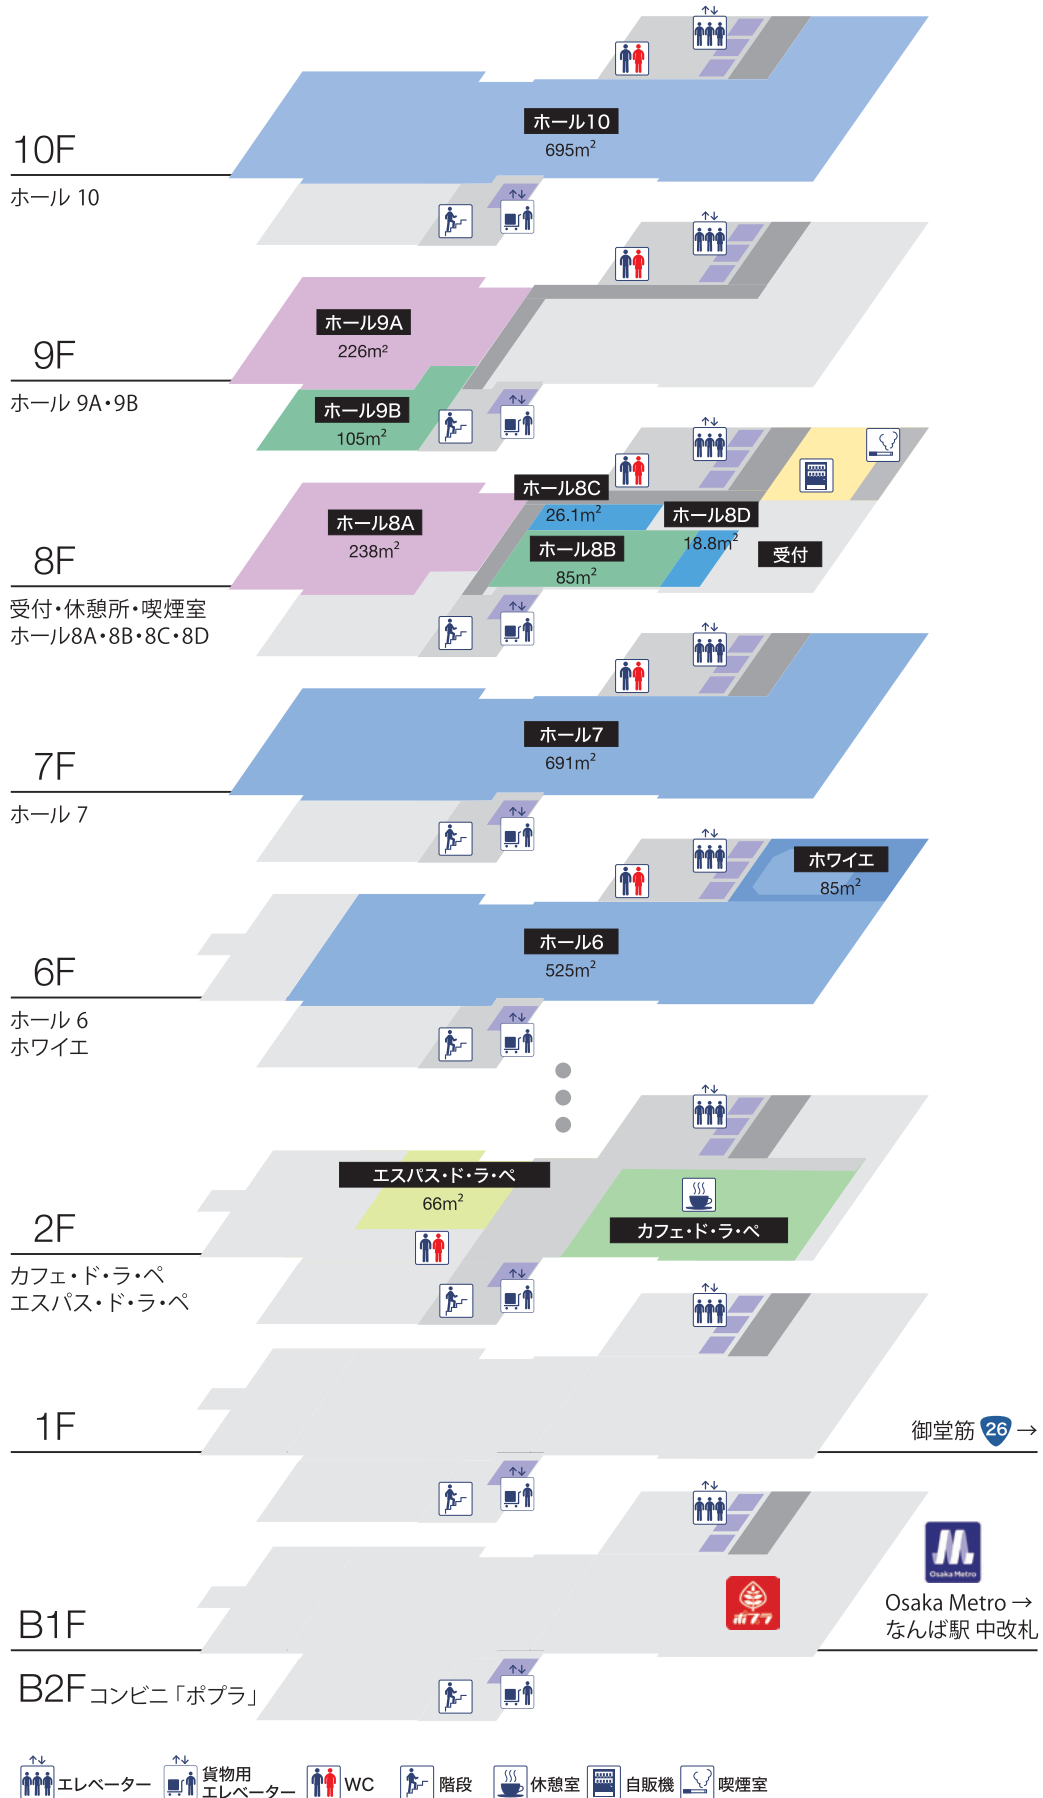 ホール10
695m²
10F
ホール 10
ホール9A
226m²
9F
ホール 9A・9B
ホール9B
105m²
ホール8C
26.1m²
ホール8D
18.8m²
ホール8A
238m²
ホール8B
85m²
受付
8F
受付・休憩所・喫煙室
ホール8A・8B・8C・8D
ホール7
691m²
7F
ホール 7
ホワイエ
85m²
ホール6
525m²
6F
ホール 6
ホワイエ
エスパス・ド・ラ・ペ
66m²
カフェ・ド・ラ・ペ
2F
カフェ・ド・ラ・ペ
エスパス・ド・ラ・ペ
1F
御堂筋 26 →
Osaka Metro
ポプラ
Osaka Metro →
なんば駅 中改札
B1F
B2F コンビニ「ポプラ」
エレベーター
貨物用
エレベーター
WC
階段
休憩室
自販機
喫煙室